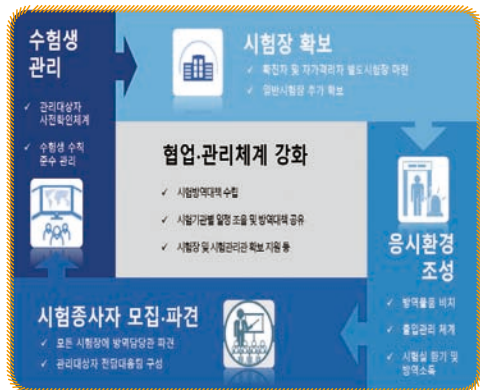 수험생
관리
✓ 관리대상자
사전확인체계
✓ 수험생 수칙
준수 관리
시험장 확보
✓ 확진자 및 자가격리자 별도시험장 마련
✓ 일반시험장 추가 확보
협업·관리체계 강화
✓ 시험방역대책 수립
✓ 시험기관별 일정 조율 및 방역대책 공유
✓ 시험장 및 시험관리관 확보 지원 등
응시환경
조성
✓ 방역물품 비치
✓ 출입관리 체계
✓ 시험실 환기 및
방역소독
시험종사자 모집·파견
✓ 모든 시험장에 방역담당관 파견
✓ 관리대상자 전담대응팀 구성